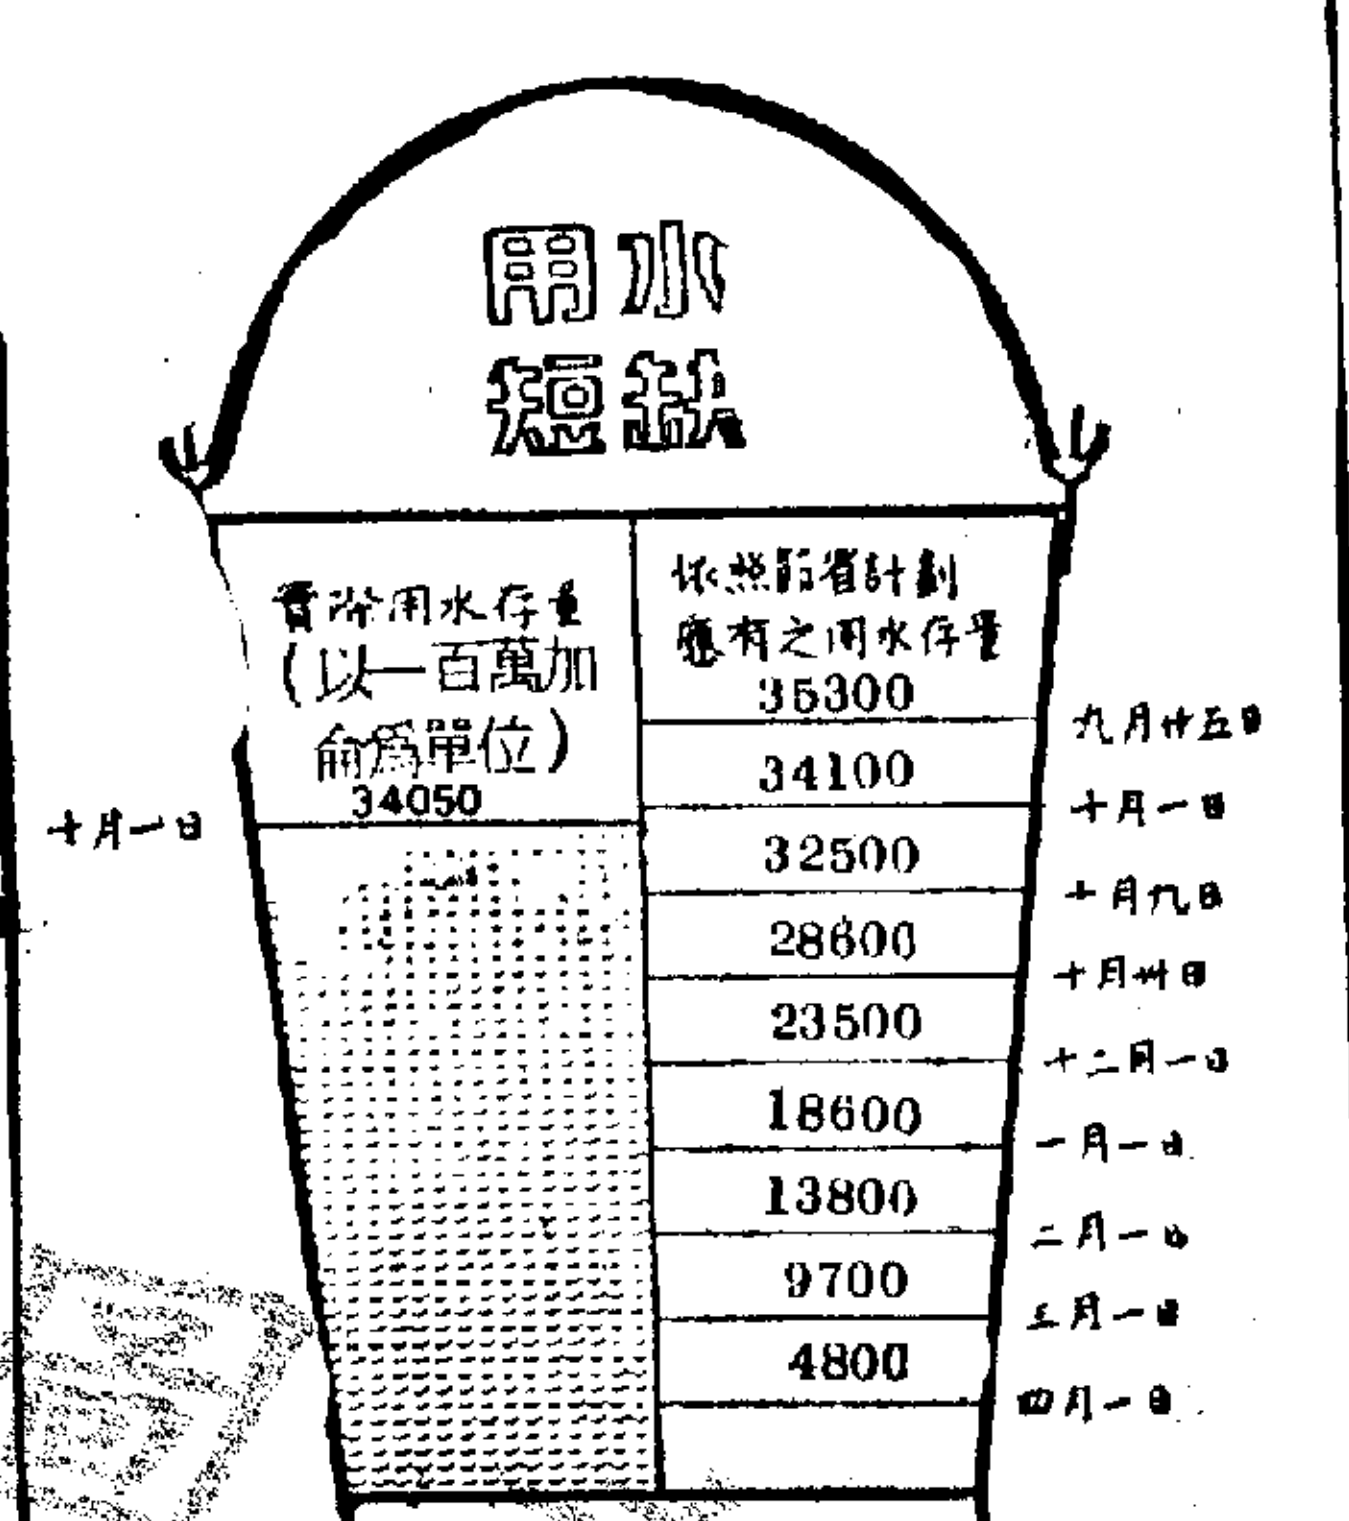 用水
短缺
實際用水存量
(以一百萬加
侖為單位)
34050
十月一日
依照節省計劃
應有之用水存量
35300
九月廿五日
34100
十月一日
32500
十月九日
28600
十月卅日
23500
十二月一日
18600
一月一日
13800
二月一日
9700
三月一日
4800
四月一日